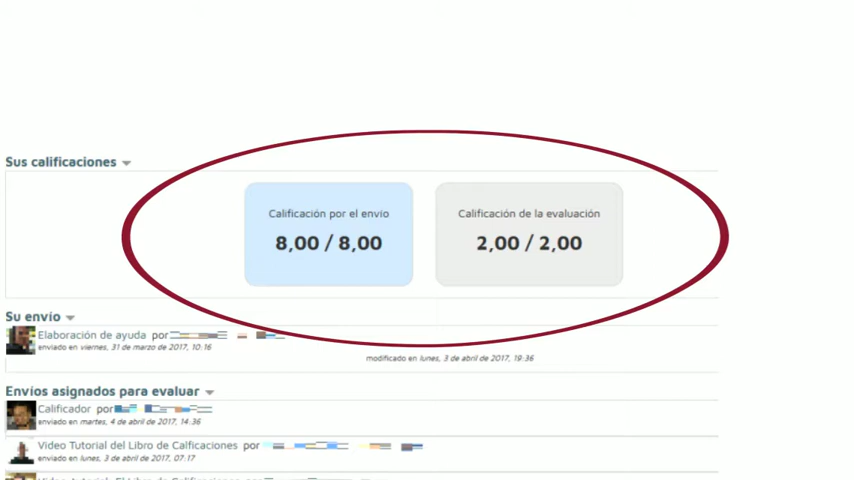 Sus calificaciones
Calificación por el envío
Calificación de la evaluación
8,00 / 8,00
2,00 / 2,00
Su envío
Elaboración de ayuda por
enviado en viernes, 31 de marzo de 2017, 10:16
modificado en lunes, 3 de abril de 2017, 19:36
Envíos asignados para evaluar
Calificador por
enviado en martes, 4 de abril de 2017, 14:36
Video Tutorial del Libro de Calficaciones por
enviado en lunes, 3 de abril de 2017, 07:17